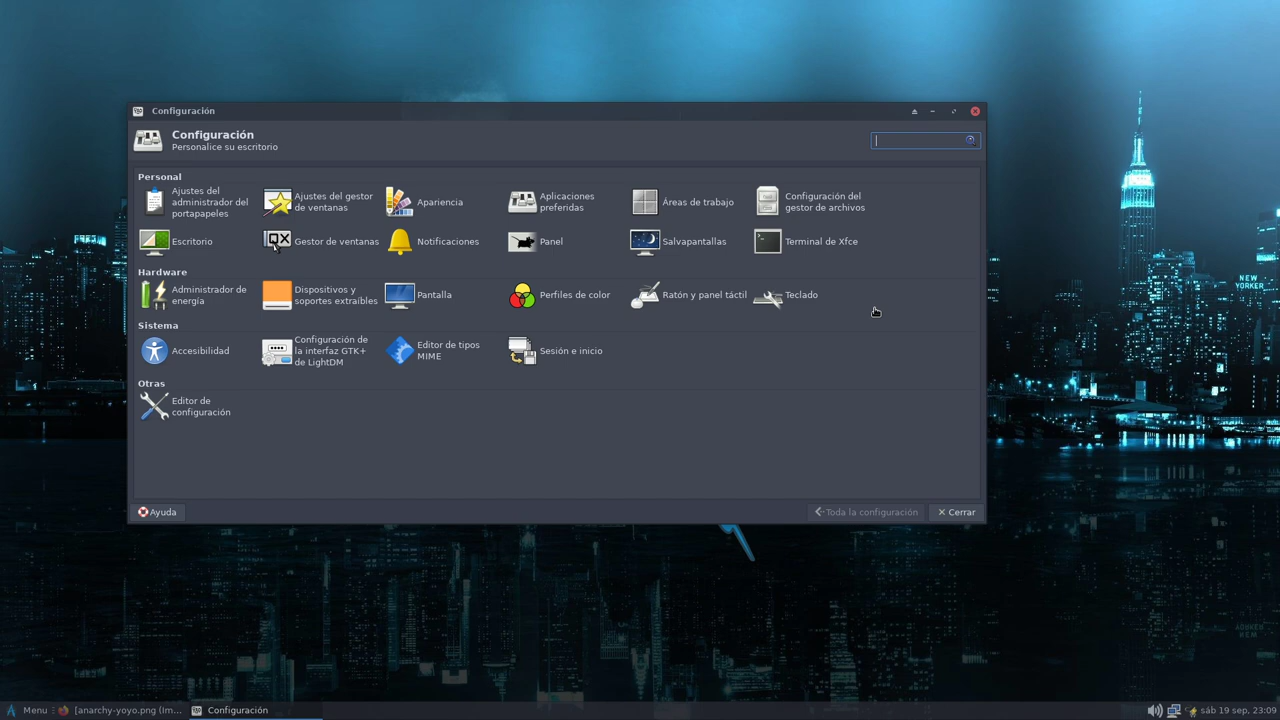 Configuración
Configuración
Personalice su escritorio
Personal
Ajustes del
administrador del
portapapeles
Ajustes del gestor
de ventanas
Apariencia
Aplicaciones
preferidas
Áreas de trabajo
Configuración del
gestor de archivos
Escritorio
Gestor de ventanas
Notificaciones
Panel
Salvapantallas
Terminal de Xfce
Hardware
Administrador de
energía
Dispositivos y
soportes extraíbles
Pantalla
Perfiles de color
Ratón y panel táctil
Teclado
Sistema
Accesibilidad
Configuración de
la interfaz GTK+
de LightDM
Editor de tipos
MIME
Sesión e inicio
Otras
Editor de
configuración
Ayuda
Toda la configuración
Cerrar
NEW
YORKER
Menu
[anarchy-yoyo.png (Im...
Configuración
sáb 19 sep, 23:09